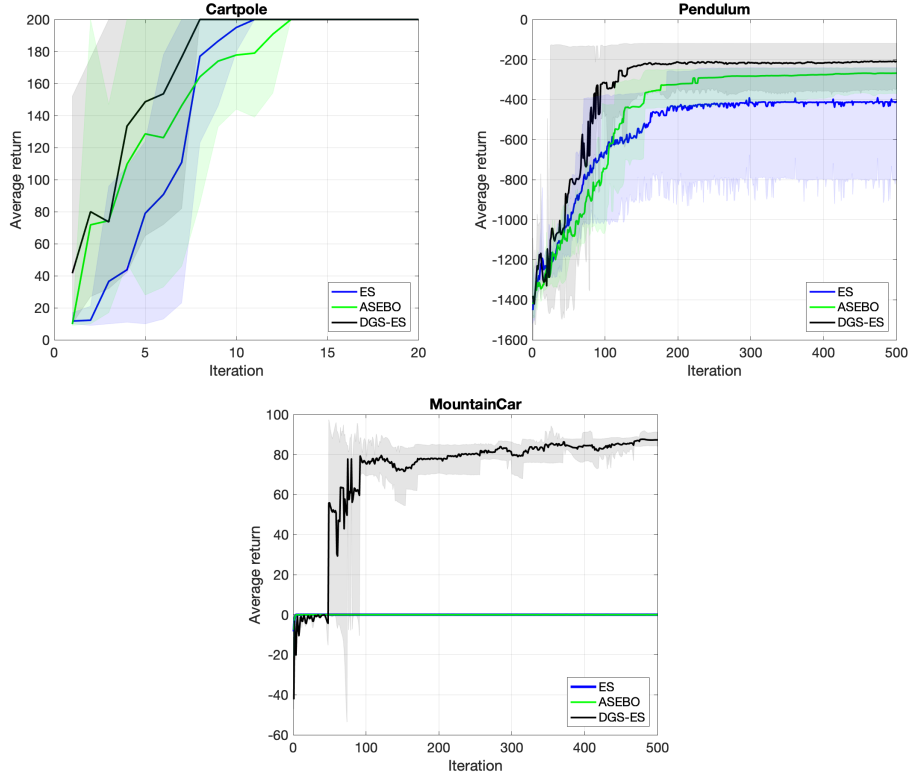 Cartpole
200
180
160
140
120
100
80
60
40
20
0
Average return
0 5 10 15 20
Iteration
ES
ASEBO
DGS-ES
Pendulum
0
-200
-400
-600
-800
-1000
-1200
-1400
-1600
Average return
0 100 200 300 400 500
Iteration
ES
ASEBO
DGS-ES
MountainCar
100
80
60
40
20
0
-20
-40
-60
Average return
0 100 200 300 400 500
Iteration
ES
ASEBO
DGS-ES